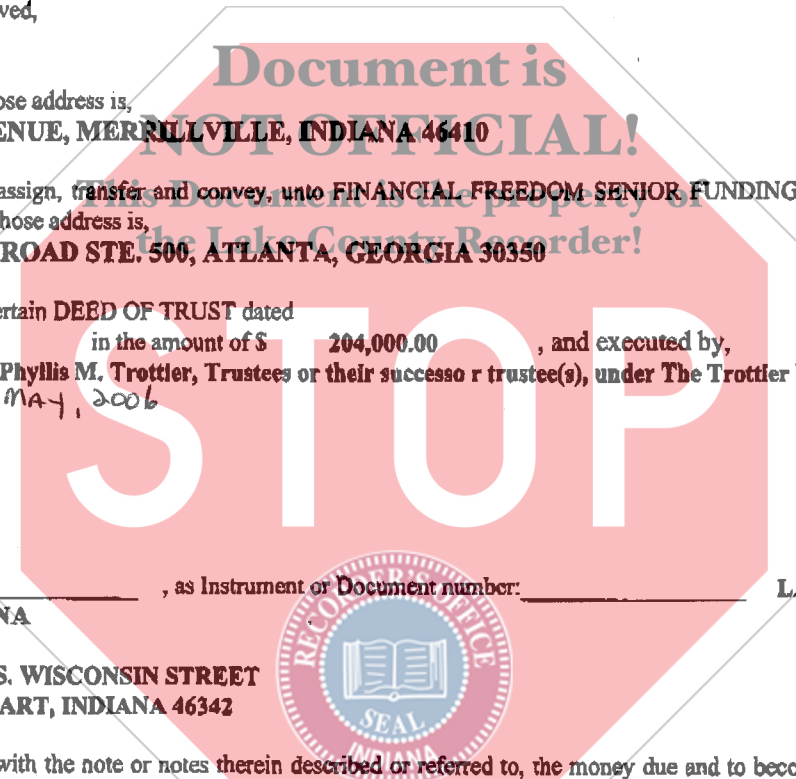 ved,
Document is
ose address is,
ENUE, MERRILLVILLE, INDIANA 46410
NOT OFFICIAL!
assign, transfer and convey, unto FINANCIAL FREEDOM SENIOR FUNDING
This Document is the property of
hose address is,
the Lake County Recorder!
ROAD STE. 500, ATLANTA, GEORGIA 30350
ertain DEED OF TRUST dated
in the amount of $ 204,000.00 , and executed by,
Phyllis M. Trottier, Trustees or their successo r trustee(s), under The Trottier
MAY, 2006
STOP
, as Instrument or Document number: L
NA
RECORDER'S OFFICE
SEAL
INDIANA
S. WISCONSIN STREET
ART, INDIANA 46342
with the note or notes therein described or referred to, the money due and to beco